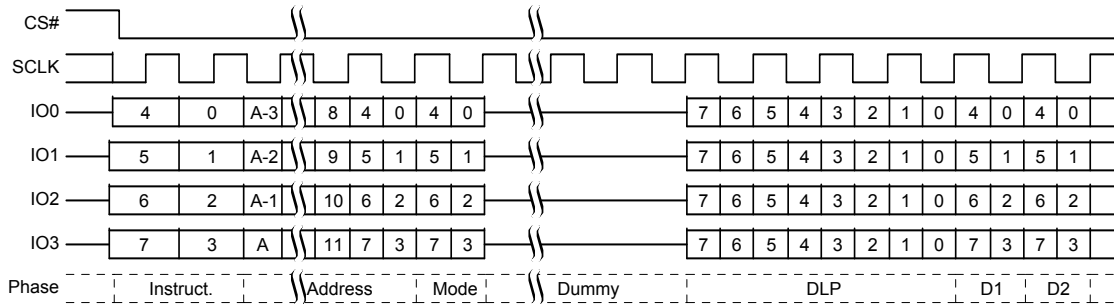 CS#
SCLK
IO0 4 0 A-3 8 4 0 4 0 7 6 5 4 3 2 1 0 4 0 4 0
IO1 5 1 A-2 9 5 1 5 1 7 6 5 4 3 2 1 0 5 1 5 1
IO2 6 2 A-1 10 6 2 6 2 7 6 5 4 3 2 1 0 6 2 6 2
IO3 7 3 A 11 7 3 7 3 7 6 5 4 3 2 1 0 7 3 7 3
Phase Instruct. Address Mode Dummy DLP D1 D2